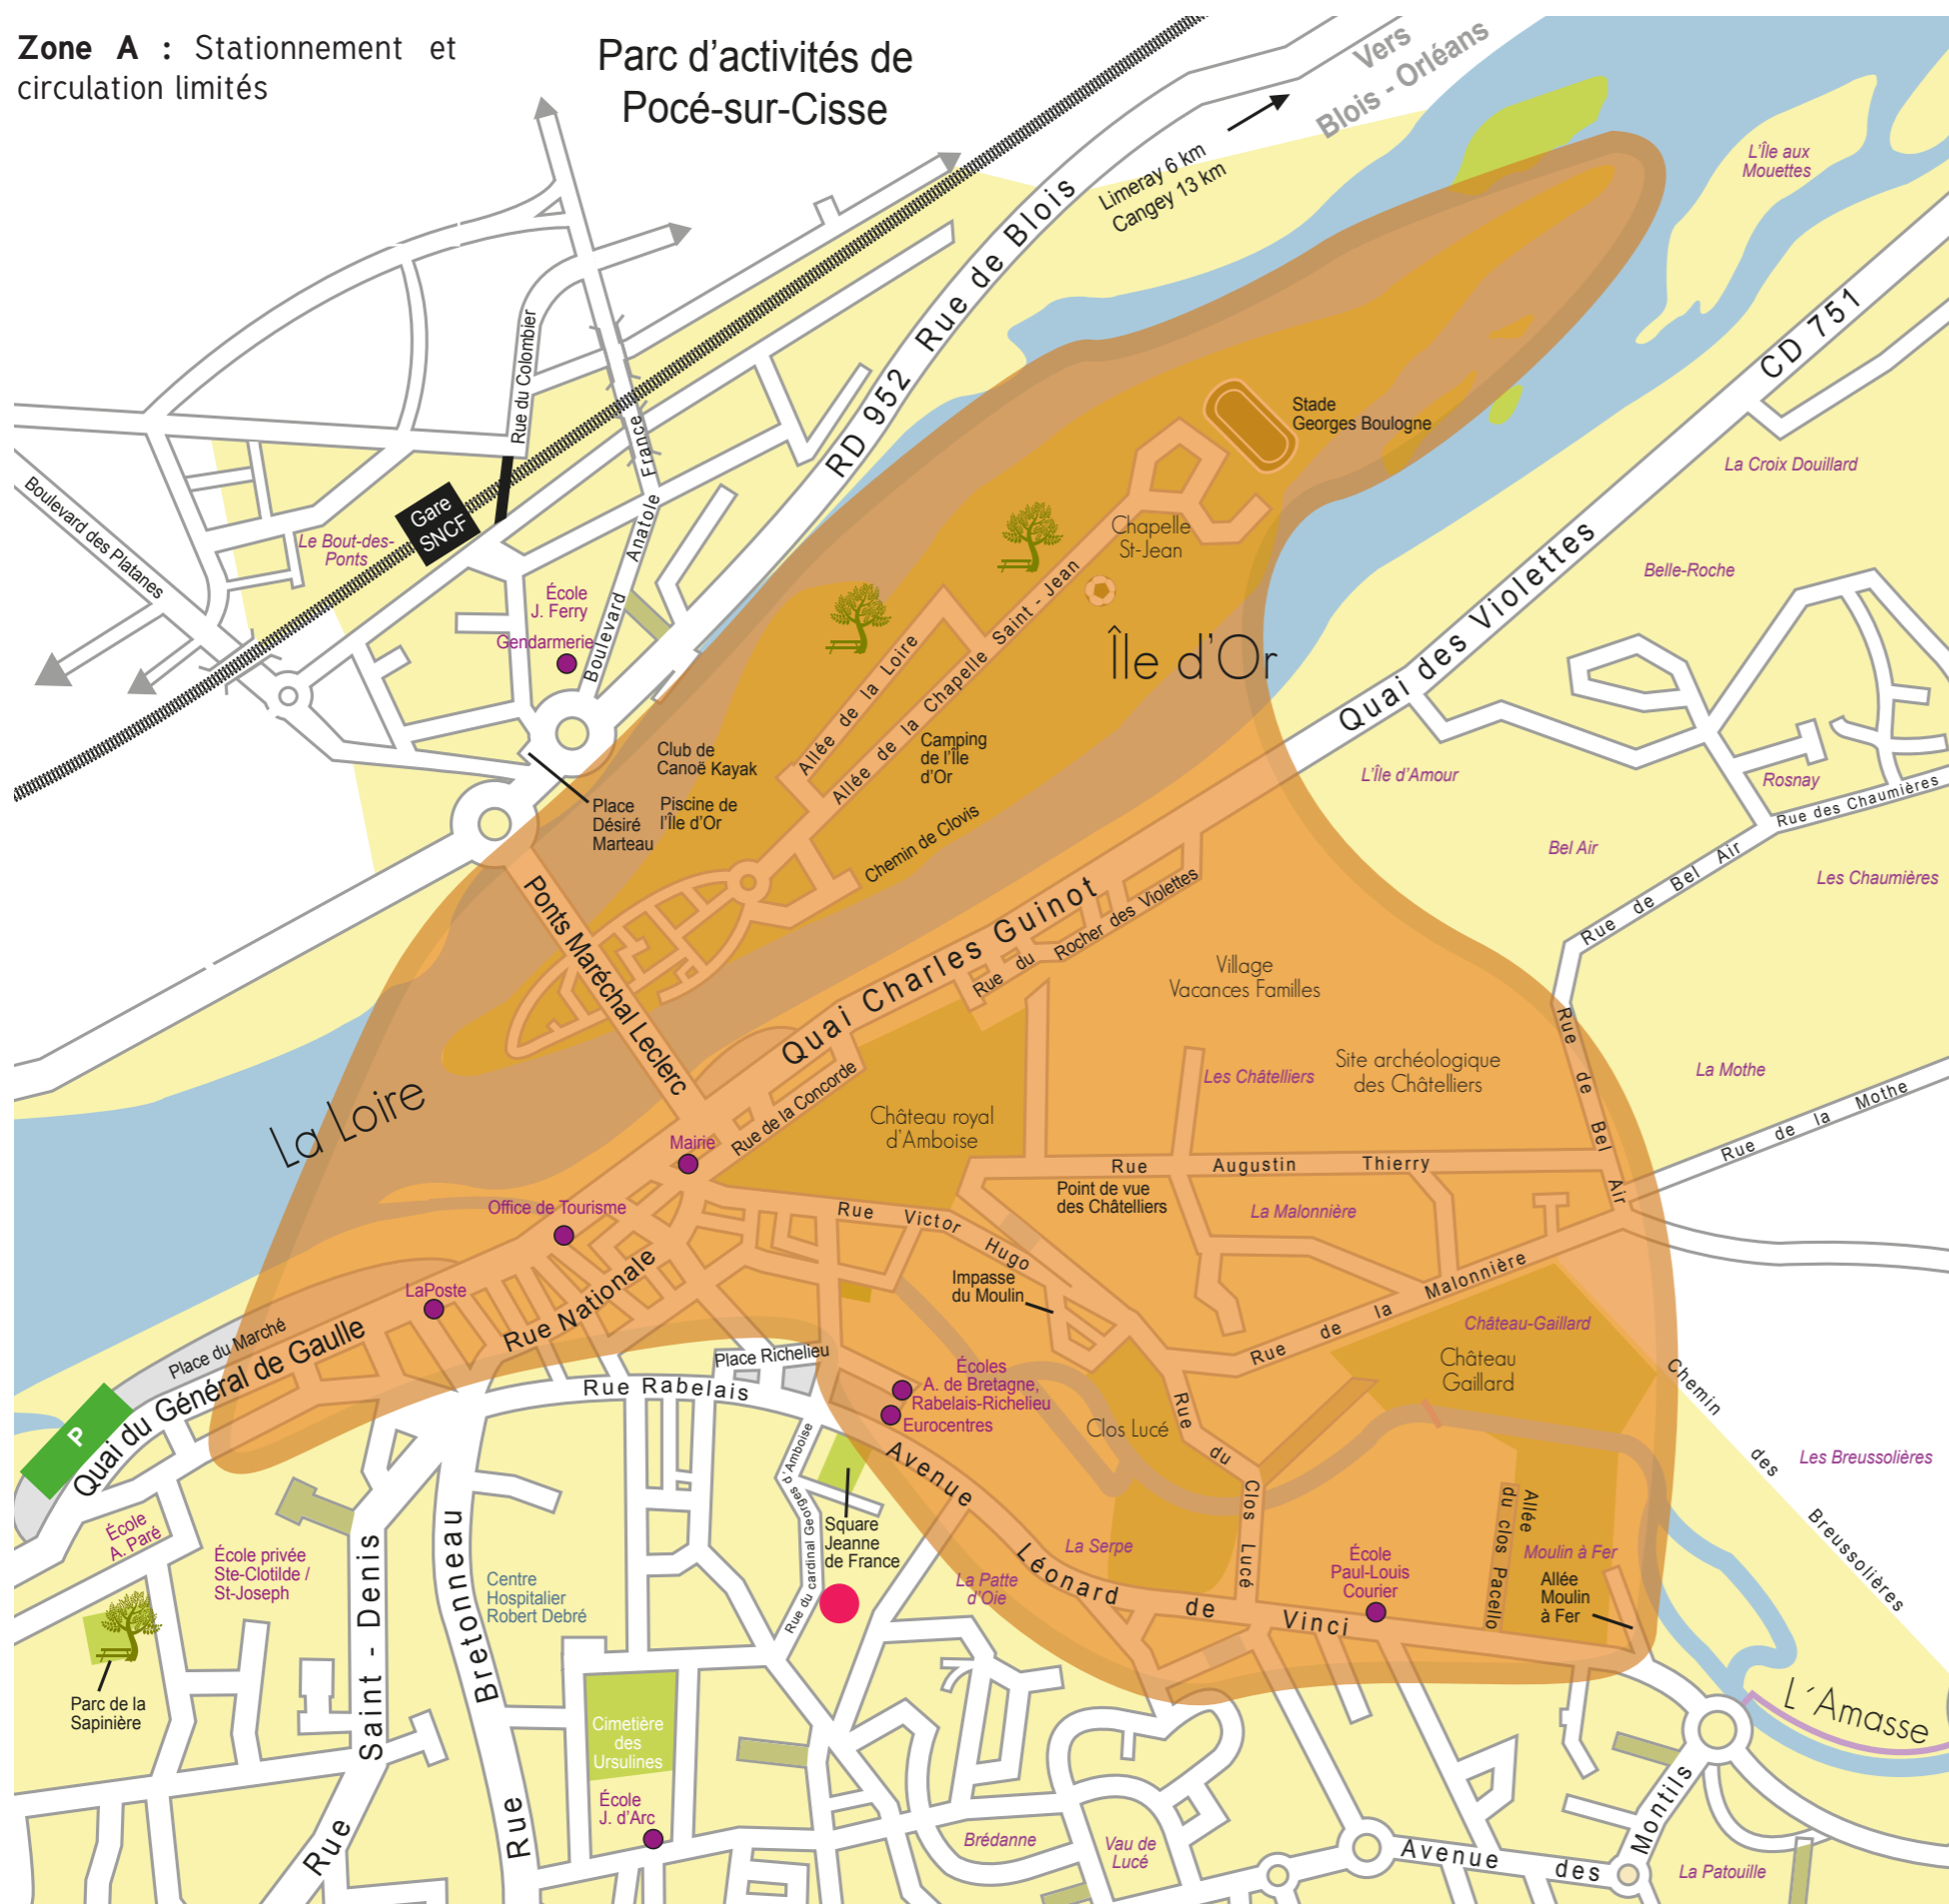 Zone A : Stationnement et
circulation limités
Parc d'activités de
Pocé-sur-Cisse
Vers
Blois - Orléans
Limeray 6 km
Cangey 13 km
L'Île aux
Mouettes
RD 952 Rue de Blois
CD 751
Rue du Colombier
Boulevard des Platanes
Gare
SNCF
Le Bout-des-
Ponts
Boulevard Anatole France
École
J. Ferry
Gendarmerie
Stade
Georges Boulogne
La Croix Douillard
Chapelle
St-Jean
Belle-Roche
Île d'Or
Quai des Violettes
Allée de la Loire
Allée de la Chapelle Saint - Jean
Club de
Canoë Kayak
Camping
de l'Île
d'Or
Place
Désiré
Marteau
Piscine de
l'Île d'Or
Chemin de Clovis
L'Île d'Amour
Rosnay
Rue des Chaumières
Bel Air
Les Chaumières
Rue de Bel Air
Ponts Maréchal Leclerc
Quai Charles Guinot
Rue du Rocher des Violettes
Village
Vacances Familles
Rue de Bel Air
Site archéologique
des Châtelliers
Les Châtelliers
La Mothe
Rue de la Mothe
La Loire
Rue de la Concorde
Château royal
d'Amboise
Mairie
Rue Augustin Thierry
Point de vue
des Châtelliers
La Malonnière
Office de Tourisme
Rue Victor Hugo
Impasse
du Moulin
LaPoste
Rue Nationale
Rue de la Malonnière
Château-Gaillard
Château
Gaillard
Place du Marché
Quai du Général de Gaulle
P
Place Richelieu
Rue Rabelais
Écoles
A. de Bretagne,
Rabelais-Richelieu
Eurocentres
Clos Lucé
Rue du Clos Lucé
Chemin des Breussolières
Les Breussolières
Avenue Léonard de Vinci
Rue du cardinal Georges d'Amboise
Square
Jeanne
de France
La Serpe
La Patte
d'Oie
École
Paul-Louis
Courier
Allée
du clos Pacello
Moulin à Fer
Allée
Moulin
à Fer
École
A. Paré
École privée
Ste-Clotilde /
St-Joseph
Rue Saint - Denis
Rue Bretonneau
Centre
Hospitalier
Robert Debré
Parc de la
Sapinière
Cimetière
des
Ursulines
École
J. d'Arc
L'Amasse
Brédanne
Vau de
Lucé
Avenue des Montils
La Patouille